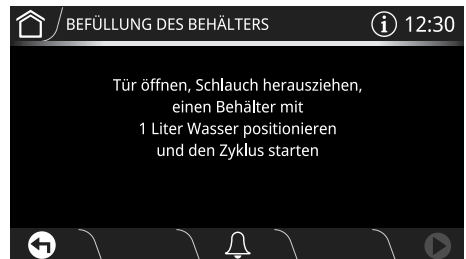 BEFÜLLUNG DES BEHÄLTERS
12:30
Tür öffnen, Schlauch herausziehen,
einen Behälter mit
1 Liter Wasser positionieren
und den Zyklus starten